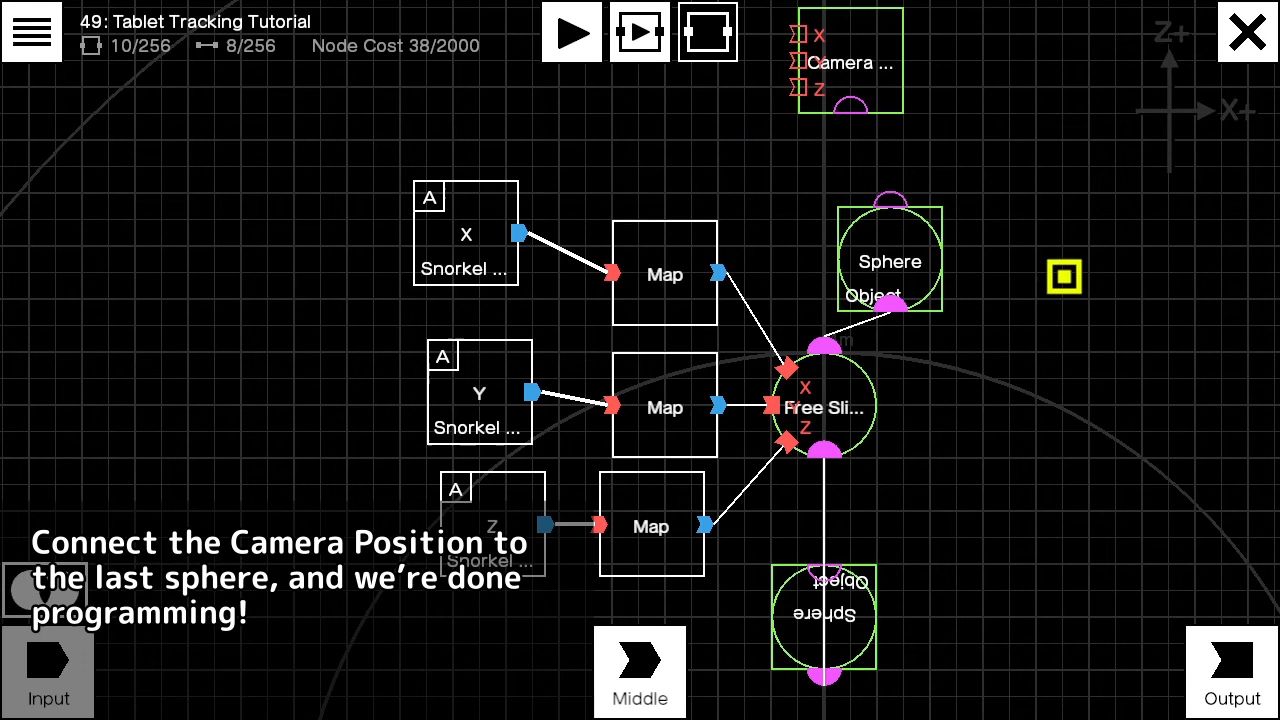 49: Tablet Tracking Tutorial
10/256
8/256
Node Cost 38/2000
Z+
X+
X
Y
Z
Camera ...
A
X
Snorkel ...
Map
Sphere
Object
A
Y
Snorkel ...
Map
X
Y
Z
Free Sli...
A
Z
Snorkel ...
Map
Connect the Camera Position to
the last sphere, and we're done
programming!
Object
Sphere
Input
Middle
Output